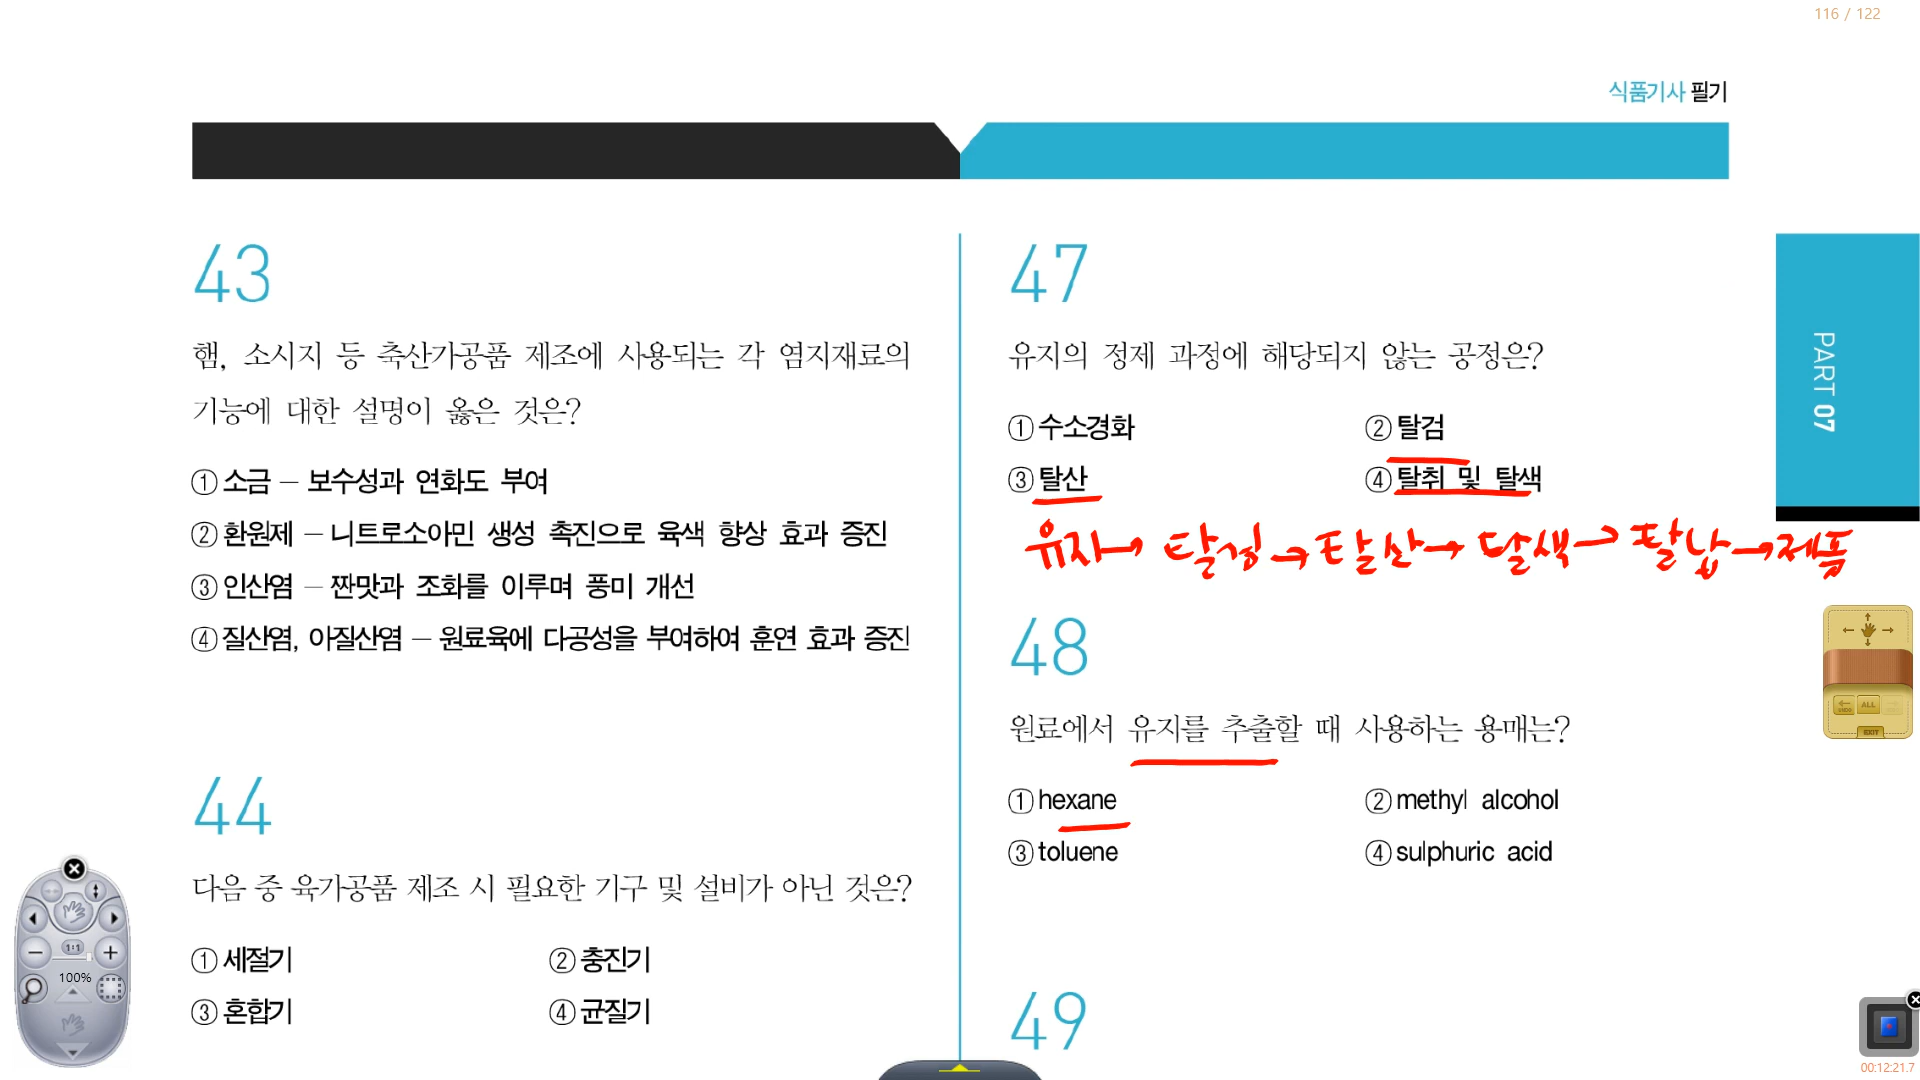 116 / 122
식품기사 필기
43
햄, 소시지 등 축산가공품 제조에 사용되는 각 염지재료의
기능에 대한 설명이 옳은 것은?
① 소금 – 보수성과 연화도 부여
② 환원제 – 니트로소아민 생성 촉진으로 육색 향상 효과 증진
③ 인산염 – 짠맛과 조화를 이루며 풍미 개선
④ 질산염, 아질산염 – 원료육에 다공성을 부여하여 훈연 효과 증진
44
다음 중 육가공품 제조 시 필요한 기구 및 설비가 아닌 것은?
① 세절기 ② 충진기
③ 혼합기 ④ 균질기
47
유지의 정제 과정에 해당되지 않는 공정은?
① 수소경화 ② 탈검
③ 탈산 ④ 탈취 및 탈색
→ → 탈산 → 탈색 → 탈납 → 제품
48
원료에서 유지를 추출할 때 사용하는 용매는?
① hexane ② methyl alcohol
③ toluene ④ sulphuric acid
49
PART 07
ALL
EXIT
1:1
100%
00:12:21.7